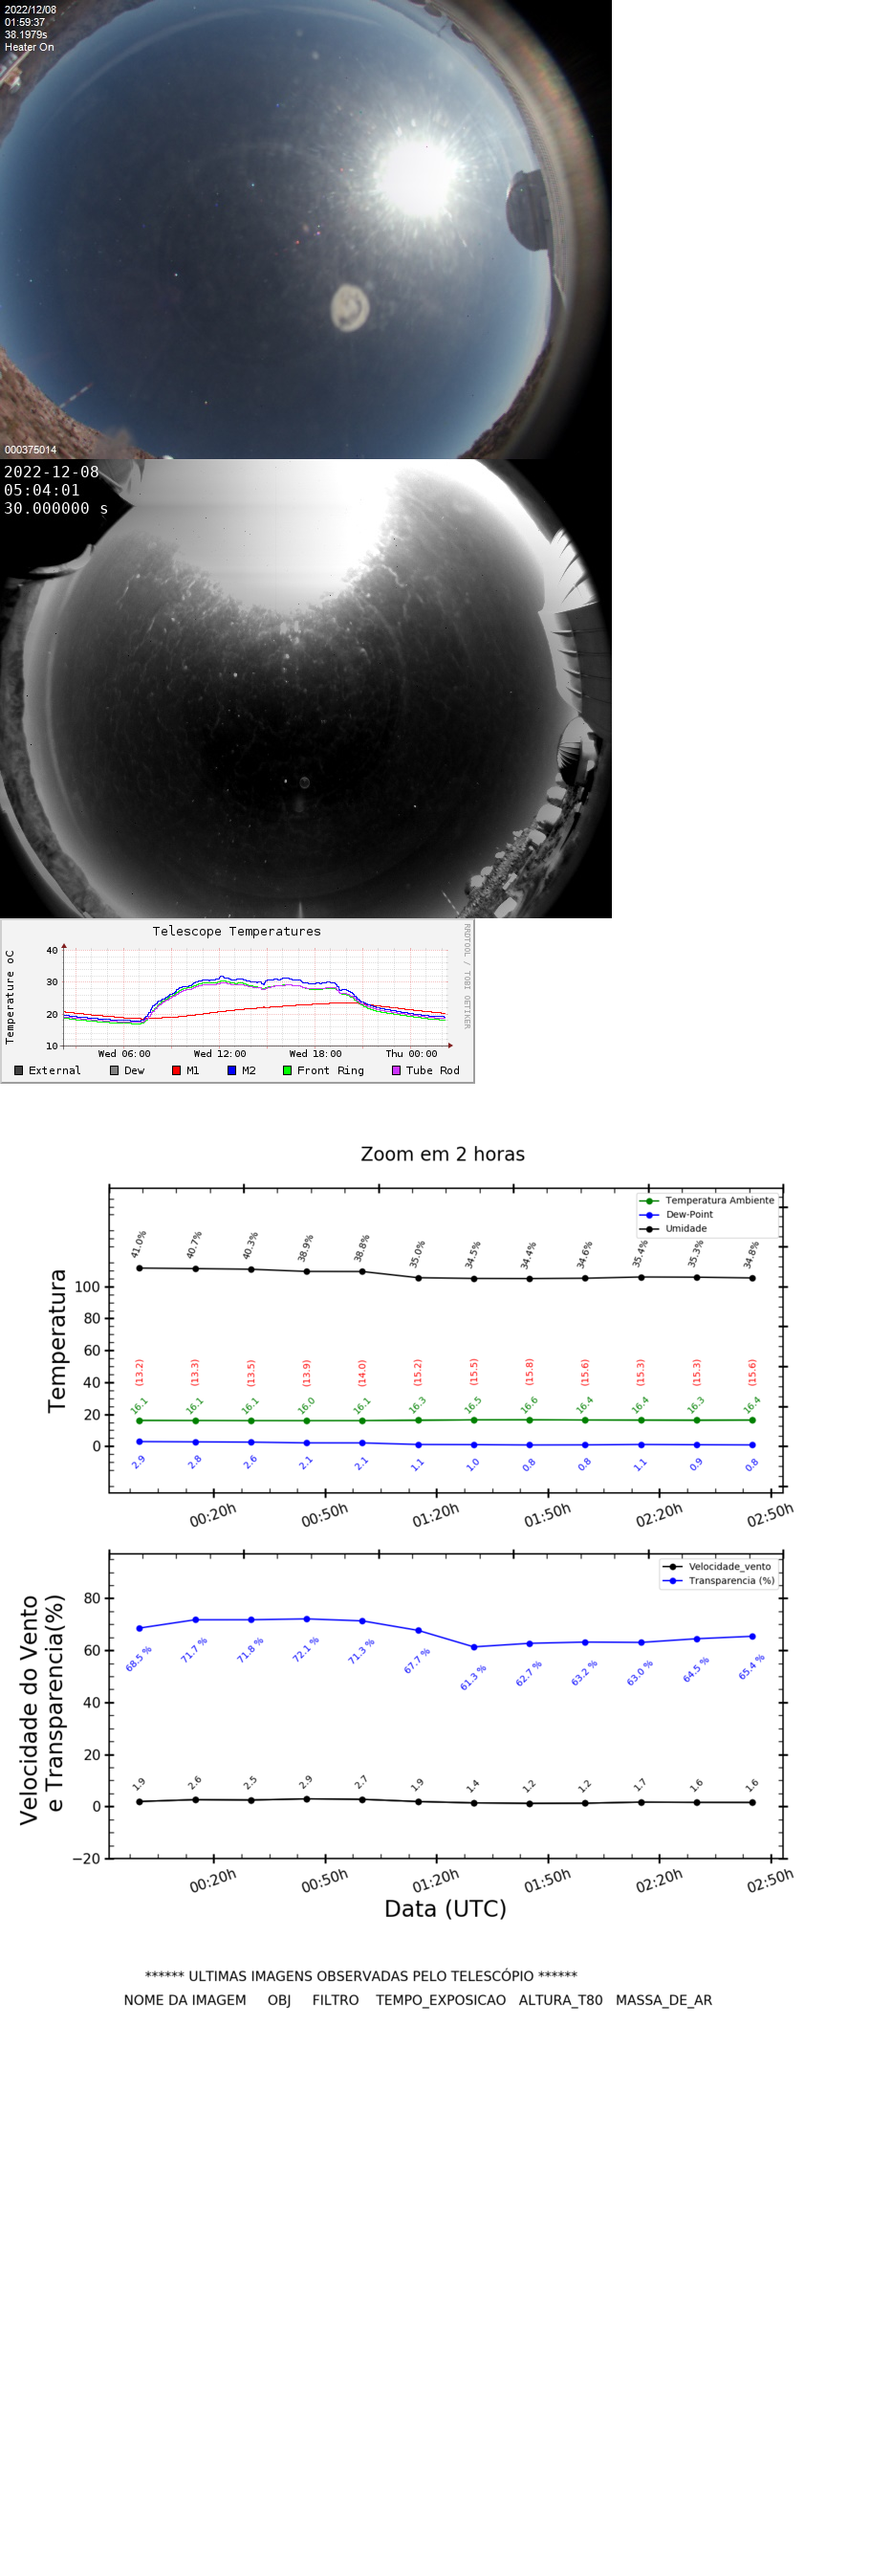 2022/12/08
01:59:37
38.1979s
Heater On
000375014
2022-12-08
05:04:01
30.000000 s
Telescope Temperatures
RRDTOOL / TOBI OETIKER
Temperature oC
40
30
20
10
Wed 06:00 Wed 12:00 Wed 18:00 Thu 00:00
External Dew M1 M2 Front Ring Tube Rod
Zoom em 2 horas
Temperatura Ambiente
Dew-Point
Umidade
41.0% 40.7% 40.3% 38.9% 38.8% 35.0% 34.5% 34.4% 34.6% 35.4% 35.3% 34.8%
Temperatura
100
80
60
40
20
0
(13.2) (13.3) (13.5) (13.9) (14.0) (15.2) (15.5) (15.8) (15.6) (15.3) (15.3) (15.6)
16.1 16.1 16.1 16.0 16.1 16.3 16.5 16.6 16.4 16.4 16.3 16.4
2.9 2.8 2.6 2.1 2.1 1.1 1.0 0.8 0.8 1.1 0.9 0.8
00:20h 00:50h 01:20h 01:50h 02:20h 02:50h
Velocidade_vento
Transparencia (%)
Velocidade do Vento
e Transparencia(%)
80
60
40
20
0
−20
68.5 % 71.7 % 71.8 % 72.1 % 71.3 % 67.7 % 61.3 % 62.7 % 63.2 % 63.0 % 64.5 % 65.4 %
1.9 2.6 2.5 2.9 2.7 1.9 1.4 1.2 1.2 1.7 1.6 1.6
00:20h 00:50h 01:20h 01:50h 02:20h 02:50h
Data (UTC)
****** ULTIMAS IMAGENS OBSERVADAS PELO TELESCÓPIO ******
NOME DA IMAGEM OBJ FILTRO TEMPO_EXPOSICAO ALTURA_T80 MASSA_DE_AR